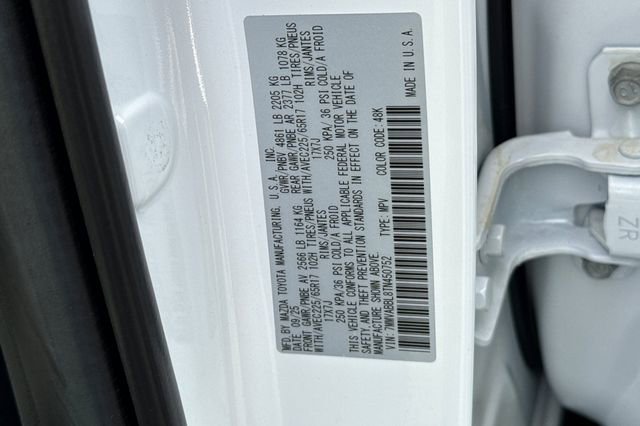 MFD. BY MAZDA TOYOTA MANUFACTURING, U.S.A. INC.
DATE: 09/25 GVWR/PNBV 4861 LB 2205 KG
FRONT GAWR/PNBE AV 2566 LB 1164 KG REAR GAWR/PNBE AR 2377 LB 1078 KG
WITH/AVEC225/65R17 102H TIRES/PNEUS WITH/AVEC225/65R17 102H TIRES/PNEUS
17X7J RIMS/JANTES 17X7J RIMS/JANTES
250 KPA/36 PSI COLD/A FROID 250 KPA/ 36 PSI COLD/A FROID
THIS VEHICLE CONFORMS TO ALL APPLICABLE FEDERAL MOTOR VEHICLE
SAFETY, AND THEFT PREVENTION STANDARDS IN EFFECT ON THE DATE OF
MANUFACTURE SHOWN ABOVE. MADE IN U.S.A.
TYPE: MPV COLOR CODE: 48K
ZR